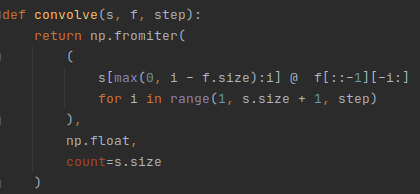 def convolve(s, f, step):
    return np.fromiter(
        (
            s[max(0, i - f.size):i] @  f[::-1][-i:]
            for i in range(1, s.size + 1, step)
        ),
        np.float,
        count=s.size
    )